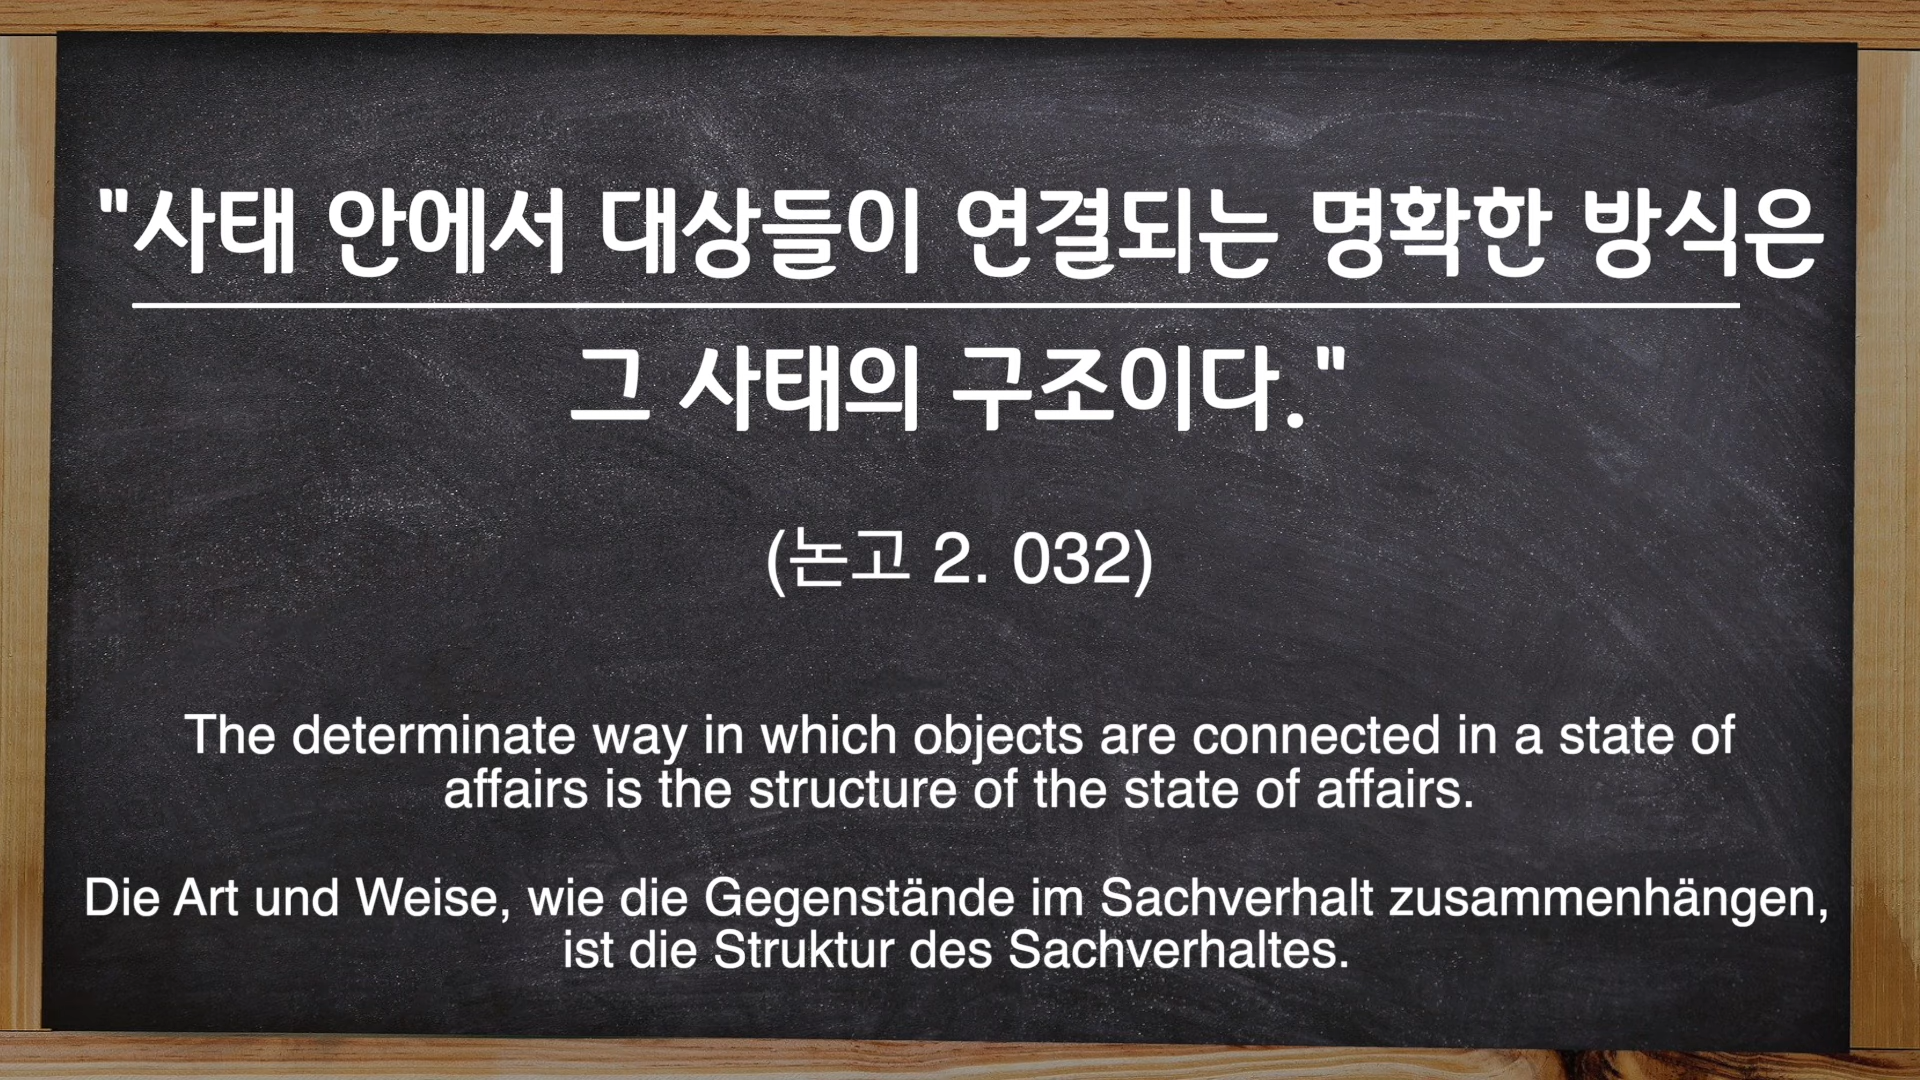 "사태 안에서 대상들이 연결되는 명확한 방식은
그 사태의 구조이다."
(논고 2. 032)
The determinate way in which objects are connected in a state of
affairs is the structure of the state of affairs.
Die Art und Weise, wie die Gegenstände im Sachverhalt zusammenhängen,
ist die Struktur des Sachverhaltes.